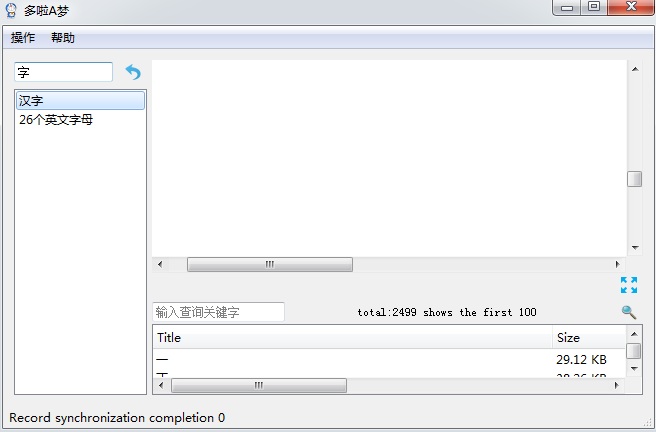 多啦A梦
操作 帮助
字
汉字
26个英文字母
输入查询关键字
total:2499 shows the first 100
Title Size
一 29.12 KB
Record synchronization completion 0